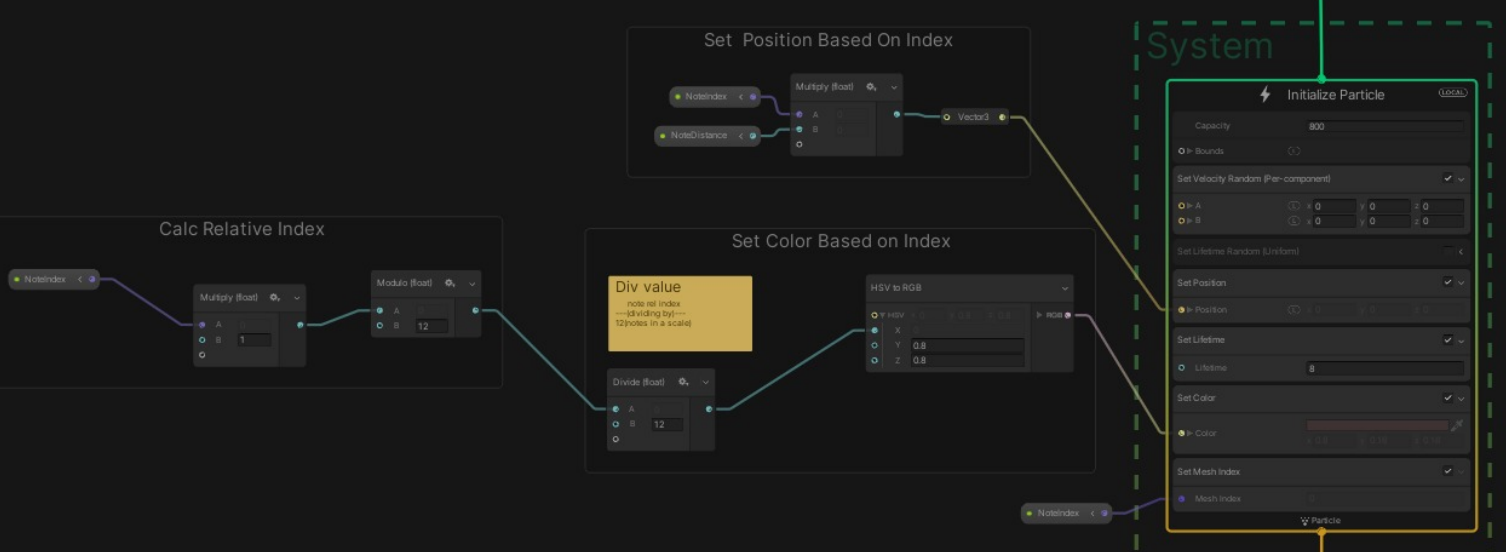 Set Position Based On Index
NoteIndex
Multiply (float)
A
B
NoteDistance
Vector3
Calc Relative Index
NoteIndex
Multiply (float)
A
B 1
Modulo (float)
A
B 12
Set Color Based on Index
Div value
note rel index
---|dividing by|---
12(notes in a scale)
Divide (float)
A
B 12
HSV to RGB
HSV
X
Y 0.8
Z 0.8
RGB
NoteIndex
System
Initialize Particle
LOCAL
Capacity 800
Bounds
Set Velocity Random (Per-component)
A L x 0 y 0 z 0
B L x 0 y 0 z 0
Set Lifetime Random (Uniform)
Set Position
Position
Set Lifetime
Lifetime 8
Set Color
Color
Set Mesh Index
Mesh Index
Particle